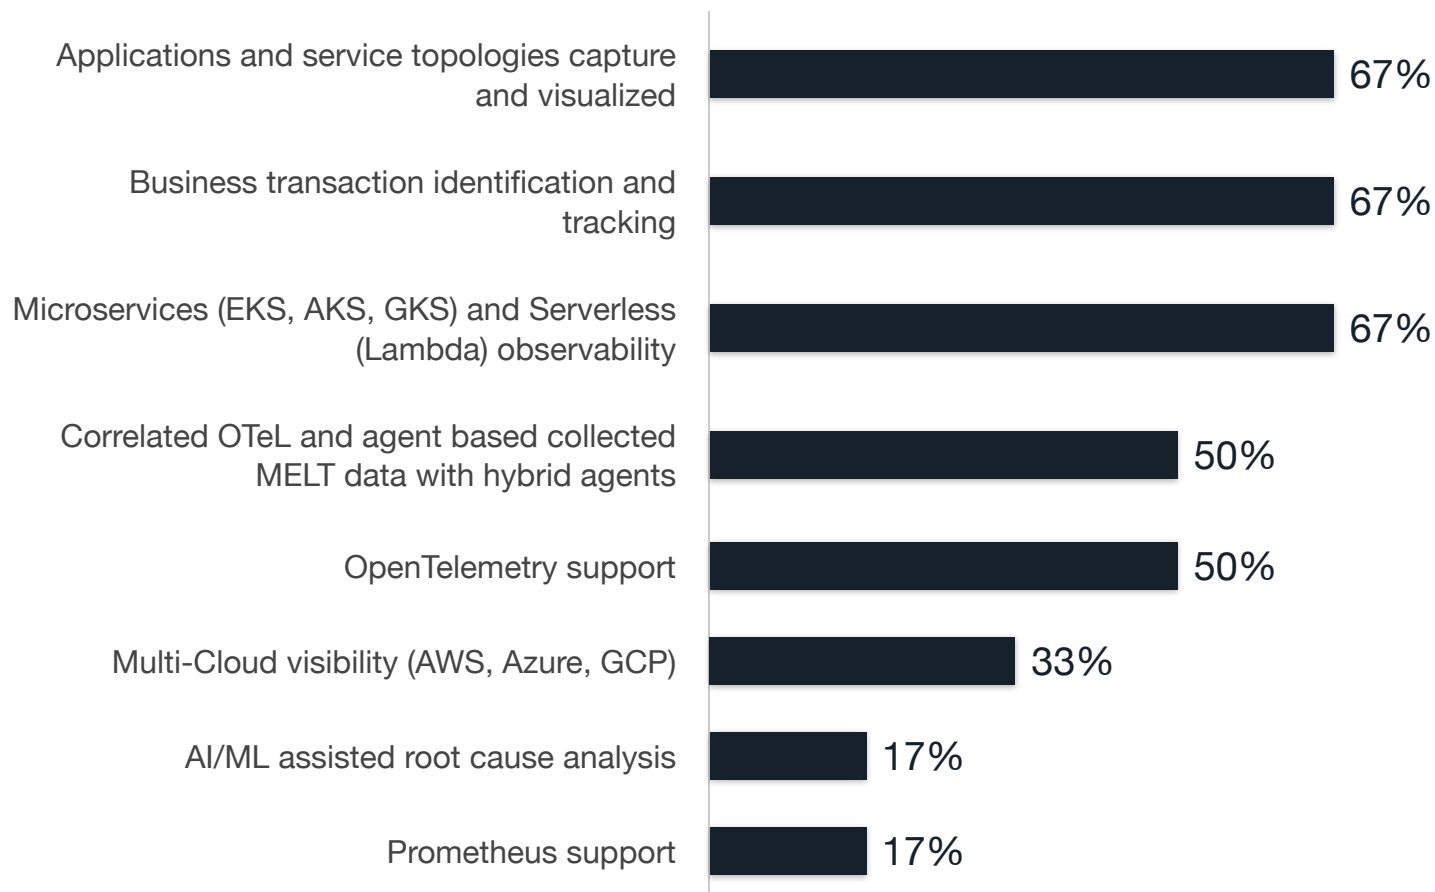 Applications and service topologies capture
and visualized
67%
Business transaction identification and
tracking
67%
Microservices (EKS, AKS, GKS) and Serverless
(Lambda) observability
67%
Correlated OTeL and agent based collected
MELT data with hybrid agents
50%
OpenTelemetry support
50%
Multi-Cloud visibility (AWS, Azure, GCP)
33%
AI/ML assisted root cause analysis
17%
Prometheus support
17%